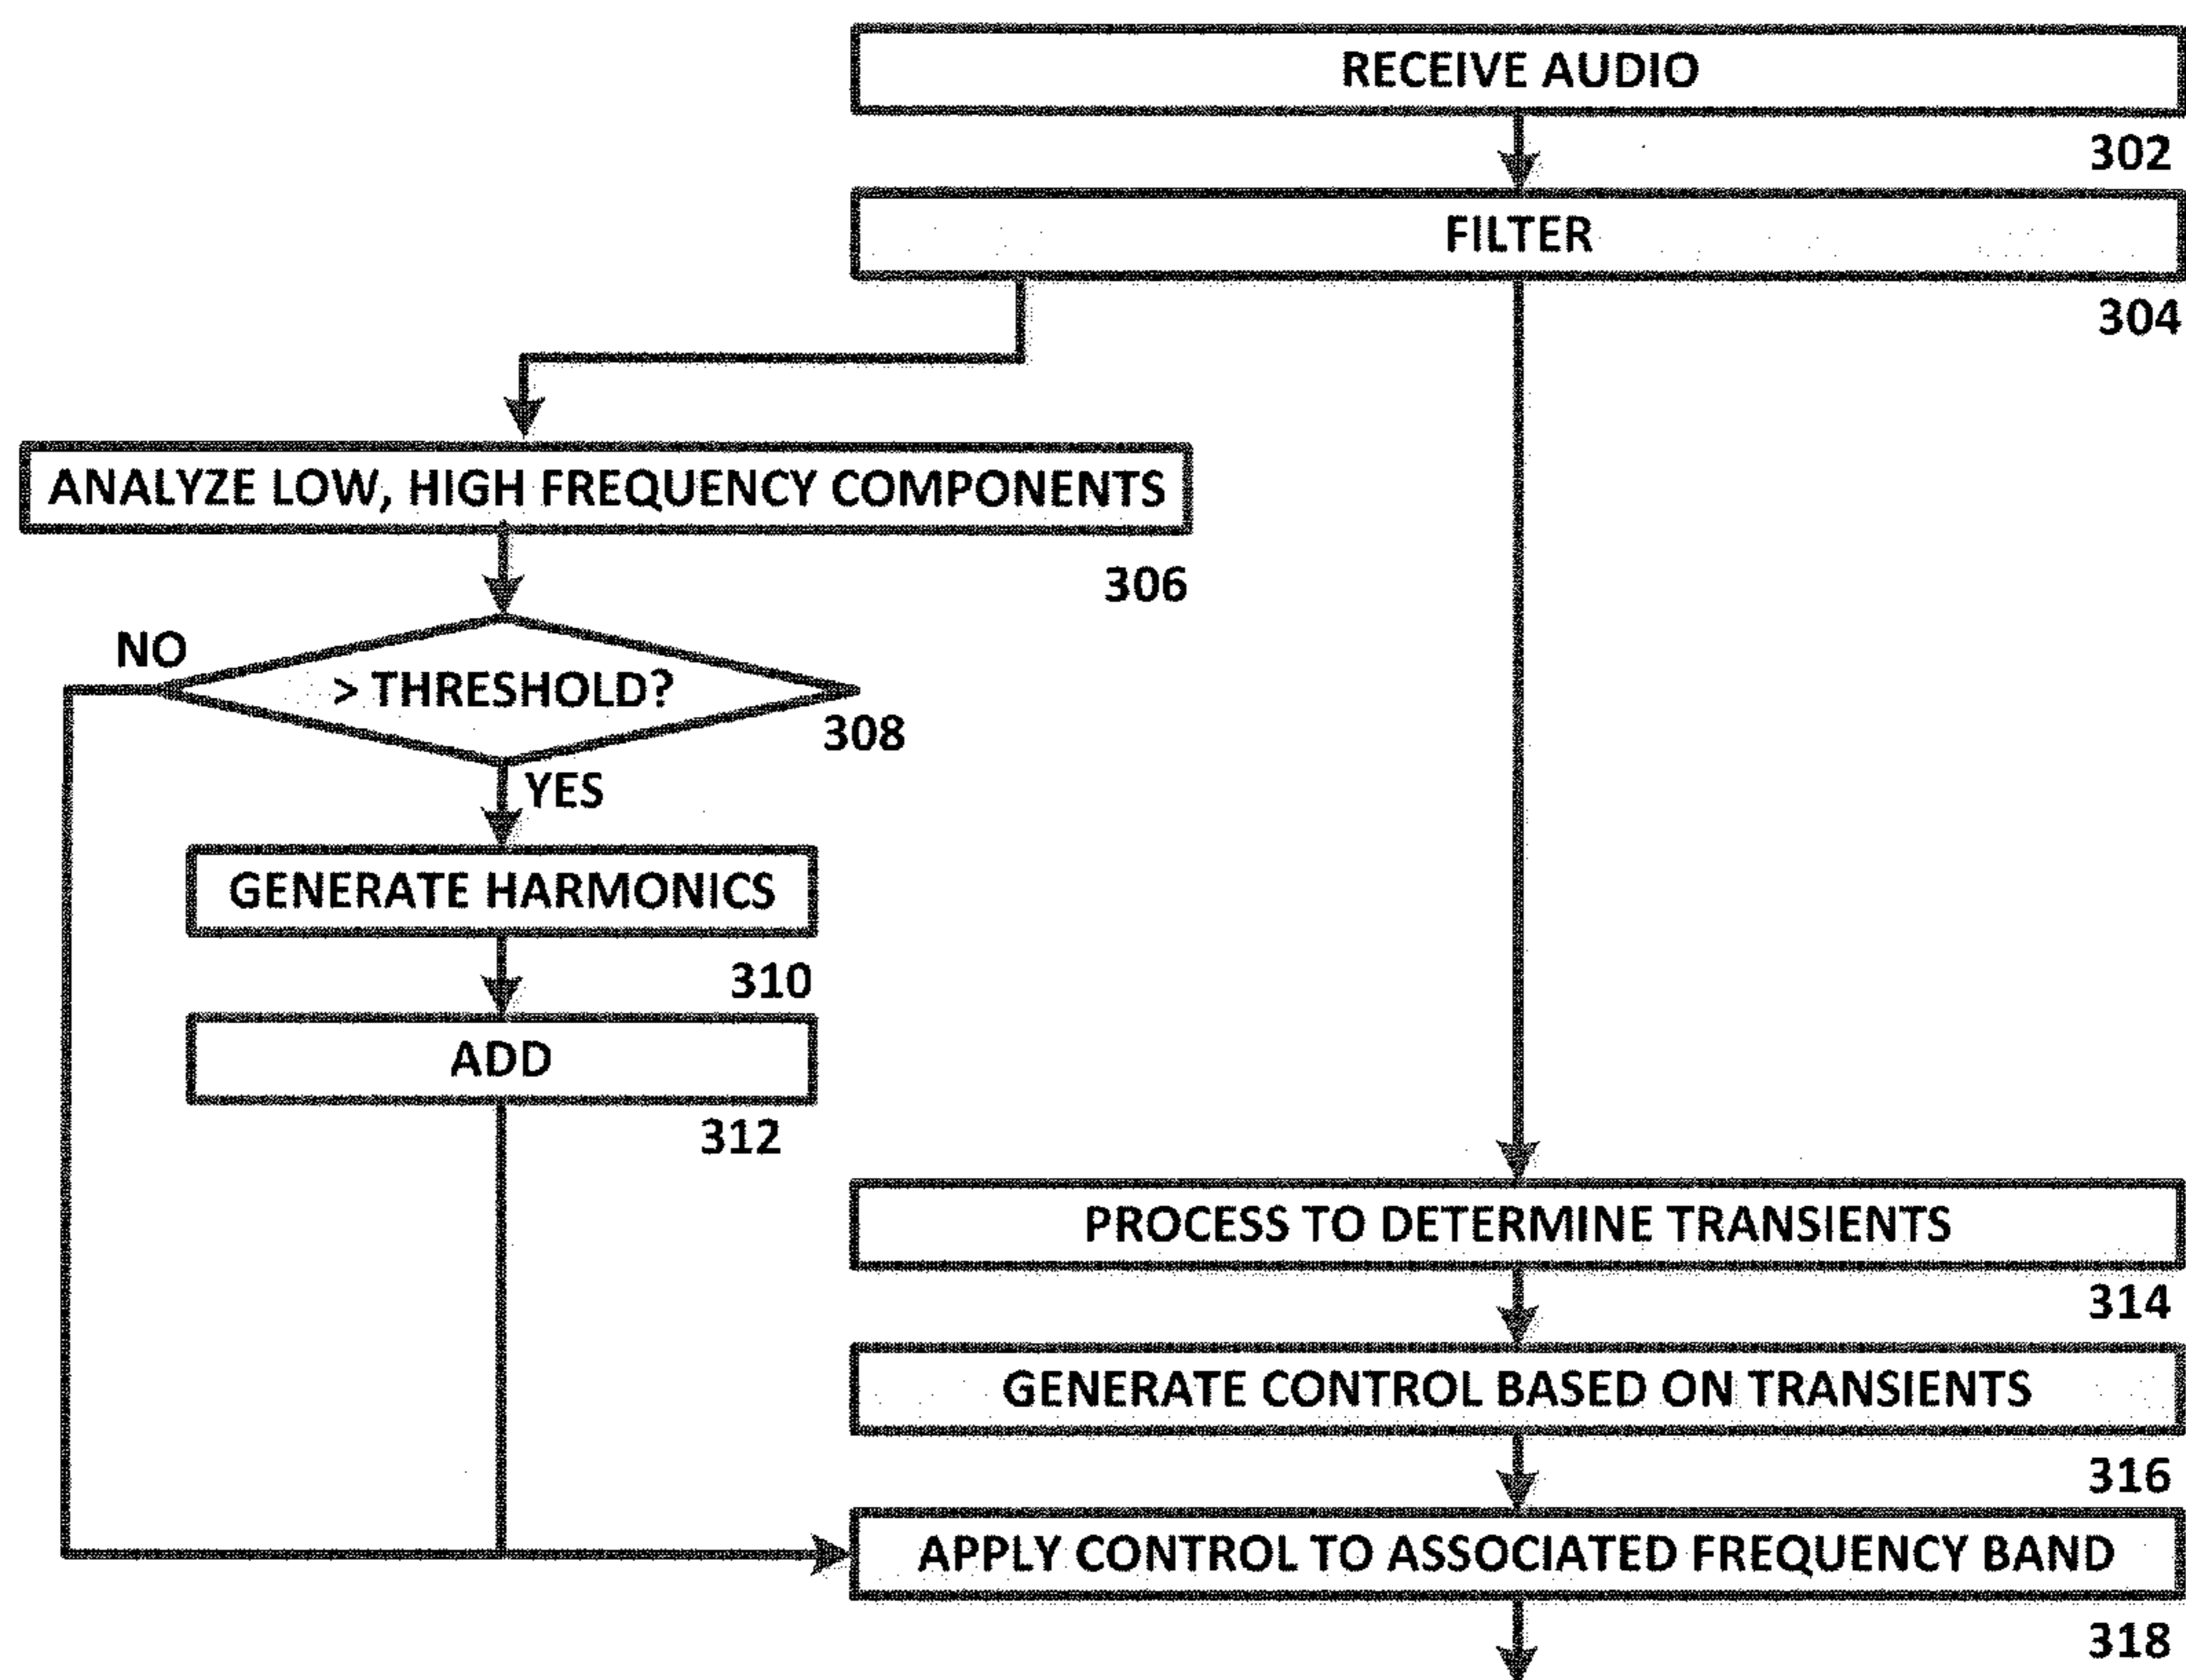 RECEIVE AUDIO
302
FILTER
304
ANALYZE LOW, HIGH FREQUENCY COMPONENTS
306
NO
> THRESHOLD?
308
YES
GENERATE HARMONICS
310
ADD
312
PROCESS TO DETERMINE TRANSIENTS
314
GENERATE CONTROL BASED ON TRANSIENTS
316
APPLY CONTROL TO ASSOCIATED FREQUENCY BAND
318